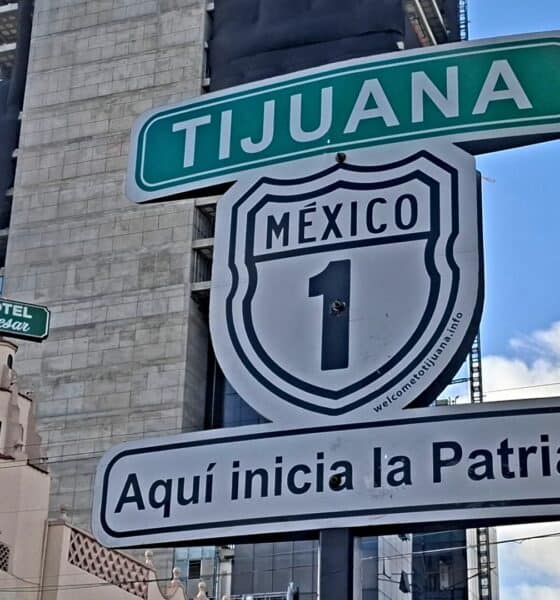 TIJUANA
MÉXICO
1
welcometotijuana.info
Aquí inicia la Patria